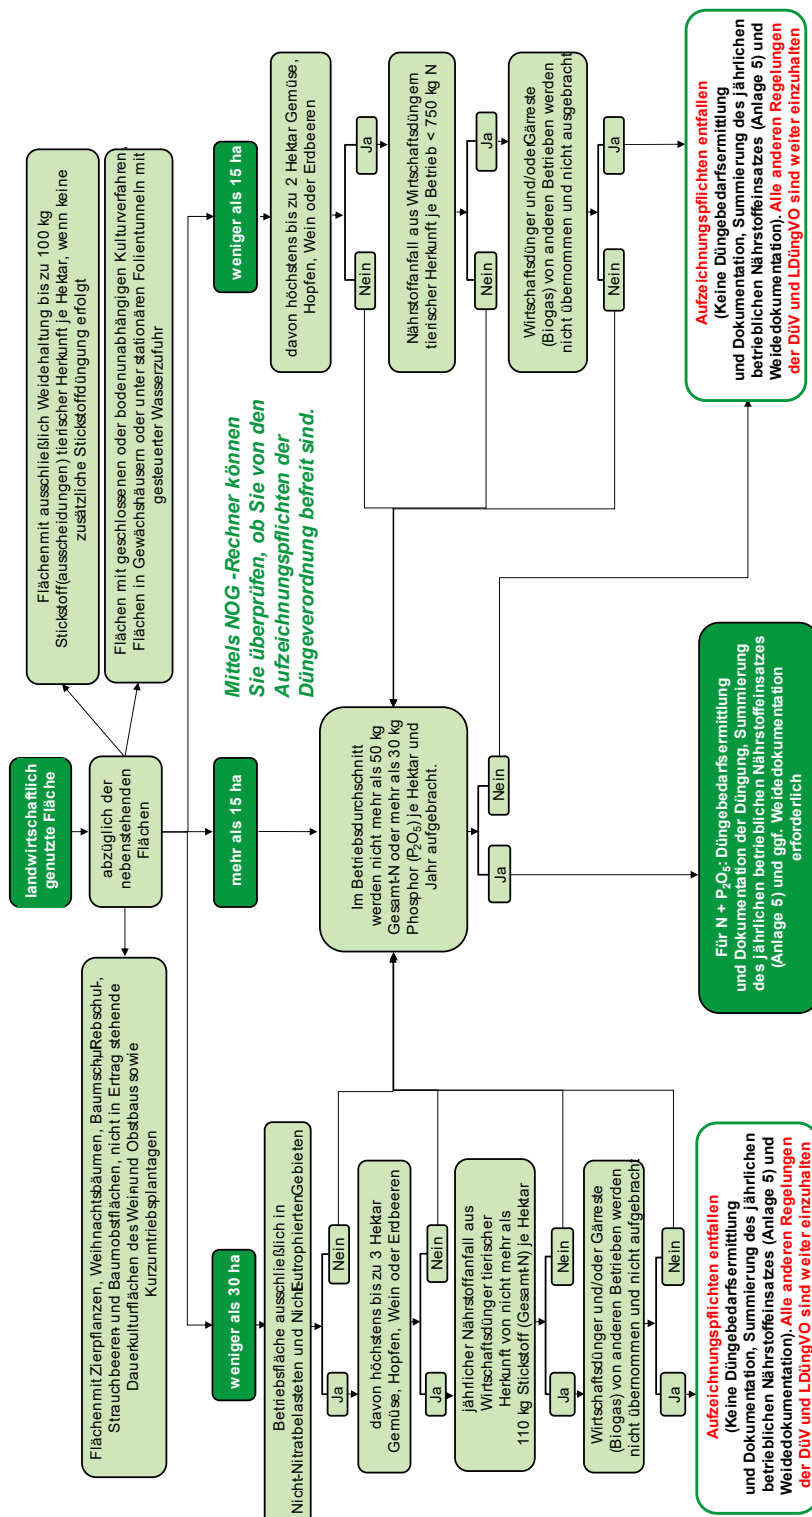 landwirtschaftlich
genutzte Fläche
abzüglich der
nebenstehenden
Flächen
Flächen mit Zierpflanzen, Weihnachtsbäumen, Baumschul-, Rebschul-,
Strauchbeeren- und Baumobstflächen, nicht in Ertrag stehende
Dauerkulturflächen des Wein und Obstbaus sowie
Kurzumtriebsplantagen
Flächen mit ausschließlich Weidehaltung bis zu 100 kg
Stickstoff(ausscheidungen) tierischer Herkunft je Hektar, wenn keine
zusätzliche Stickstoffdüngung erfolgt
Flächen mit geschlossenen oder bodenunabhängigen Kulturverfahren,
Flächen in Gewächshäusern oder unter stationären Folientunneln mit
gesteuerter Wasserzufuhr
weniger als 30 ha
mehr als 15 ha
weniger als 15 ha
Mittels NOG -Rechner können
Sie überprüfen, ob Sie von den
Aufzeichnungspflichten der
Düngeverordnung befreit sind.
Betriebsfläche ausschließlich in
Nicht-Nitratbelasteten und Nicht-Eutrophierten Gebieten
Ja
Nein
davon höchstens bis zu 3 Hektar
Gemüse, Hopfen, Wein oder Erdbeeren
Ja
Nein
jährlicher Nährstoffanfall aus
Wirtschaftsdünger tierischer
Herkunft von nicht mehr als
110 kg Stickstoff (Gesamt-N) je Hektar
Ja
Nein
Wirtschaftsdünger und/oder Gärreste
(Biogas) von anderen Betrieben werden
nicht übernommen und nicht aufgebracht
Ja
Nein
Aufzeichnungspflichten entfallen
(Keine Düngebedarfsermittlung
und Dokumentation, Summierung des jährlichen
betrieblichen Nährstoffeinsatzes (Anlage 5) und
Weidedokumentation). Alle anderen Regelungen
der DüV und LDüngVO sind weiter einzuhalten
Im Betriebsdurchschnitt
werden nicht mehr als 50 kg
Gesamt-N oder mehr als 30 kg
Phosphor (P₂O₅) je Hektar und
Jahr aufgebracht.
Ja
Nein
Für N + P₂O₅: Düngebedarfsermittlung
und Dokumentation der Düngung, Summierung
des jährlichen betrieblichen Nährstoffeinsatzes
(Anlage 5) und ggf. Weidedokumentation
erforderlich
davon höchstens bis zu 2 Hektar Gemüse,
Hopfen, Wein oder Erdbeeren
Nein
Ja
Nährstoffanfall aus Wirtschaftsdüngern
tierischer Herkunft je Betrieb < 750 kg N
Nein
Ja
Wirtschaftsdünger und/oder Gärreste
(Biogas) von anderen Betrieben werden
nicht übernommen und nicht ausgebracht
Nein
Ja
Aufzeichnungspflichten entfallen
(Keine Düngebedarfsermittlung
und Dokumentation, Summierung des jährlichen
betrieblichen Nährstoffeinsatzes (Anlage 5) und
Weidedokumentation). Alle anderen Regelungen
der DüV und LDüngVO sind weiter einzuhalten